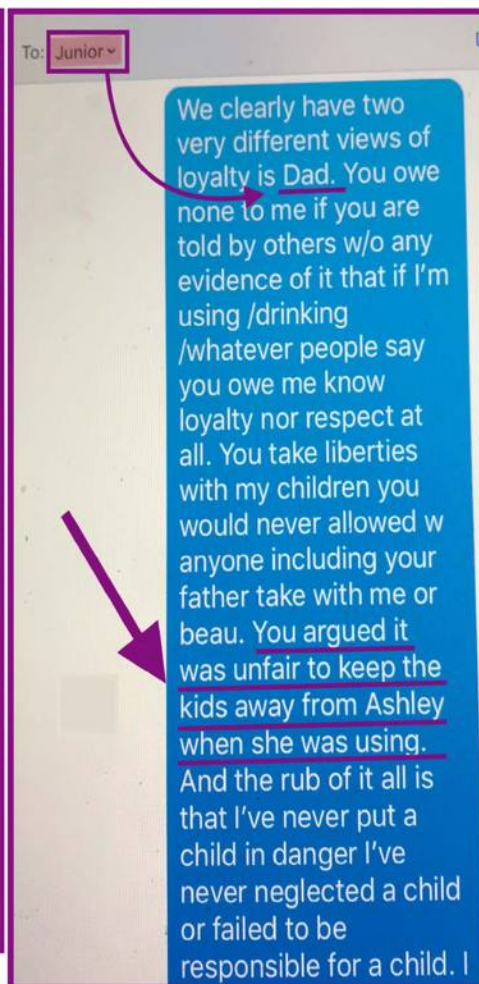 To: Junior
We clearly have two
very different views of
loyalty is Dad. You owe
none to me if you are
told by others w/o any
evidence of it that if I'm
using /drinking
/whatever people say
you owe me know
loyalty nor respect at
all. You take liberties
with my children you
would never allowed w
anyone including your
father take with me or
beau. You argued it
was unfair to keep the
kids away from Ashley
when she was using.
And the rub of it all is
that I've never put a
child in danger I've
never neglected a child
or failed to be
responsible for a child. I